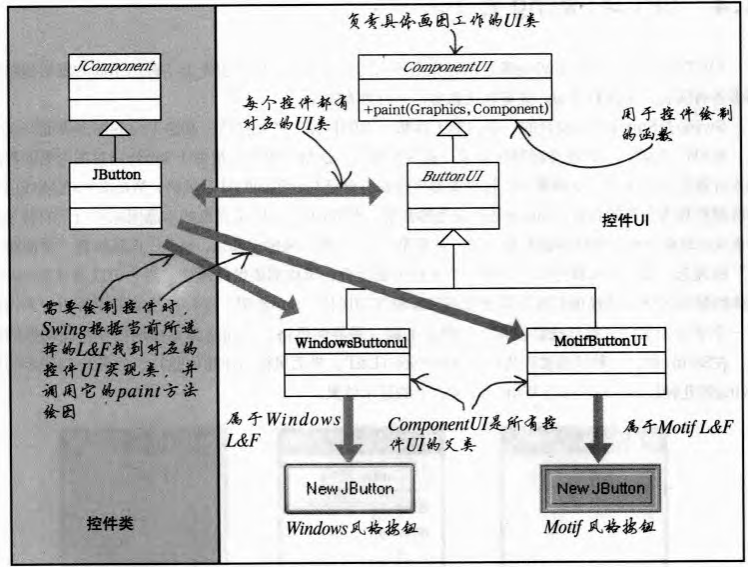 负责具体画图工作的UI类
JComponent
ComponentUI
+paint(Graphics,Component)
每个控件都有
对应的UI类
用于控件绘制
的函数
JButton
ButtonUI
控件UI
需要绘制控件时,
Swing根据当前所选
择的L&F找到对应的
控件UI实现类,并
调用它的paint方法
绘图
WindowsButtonuI
MotifButtonUI
属于Windows
L&F
ComponentUI是所有控
件UI的父类
属于Motif L&F
New JButton
New JButton
控件类
Windows风格按钮
Motif 风格按钮